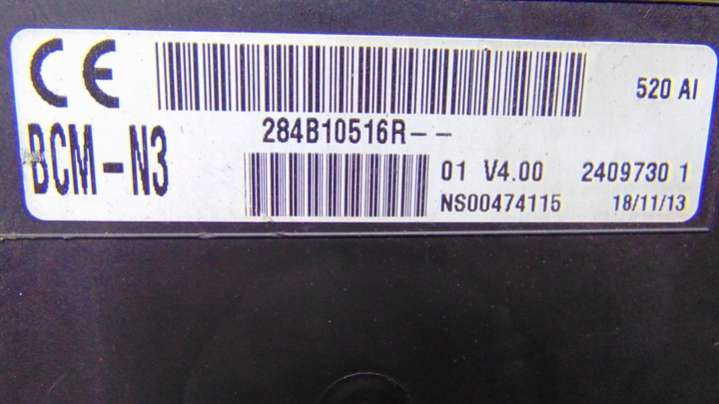 CE
520 AI
284B10516R--
BCM-N3
01 V4.00 2409730 1
NS00474115 18/11/13